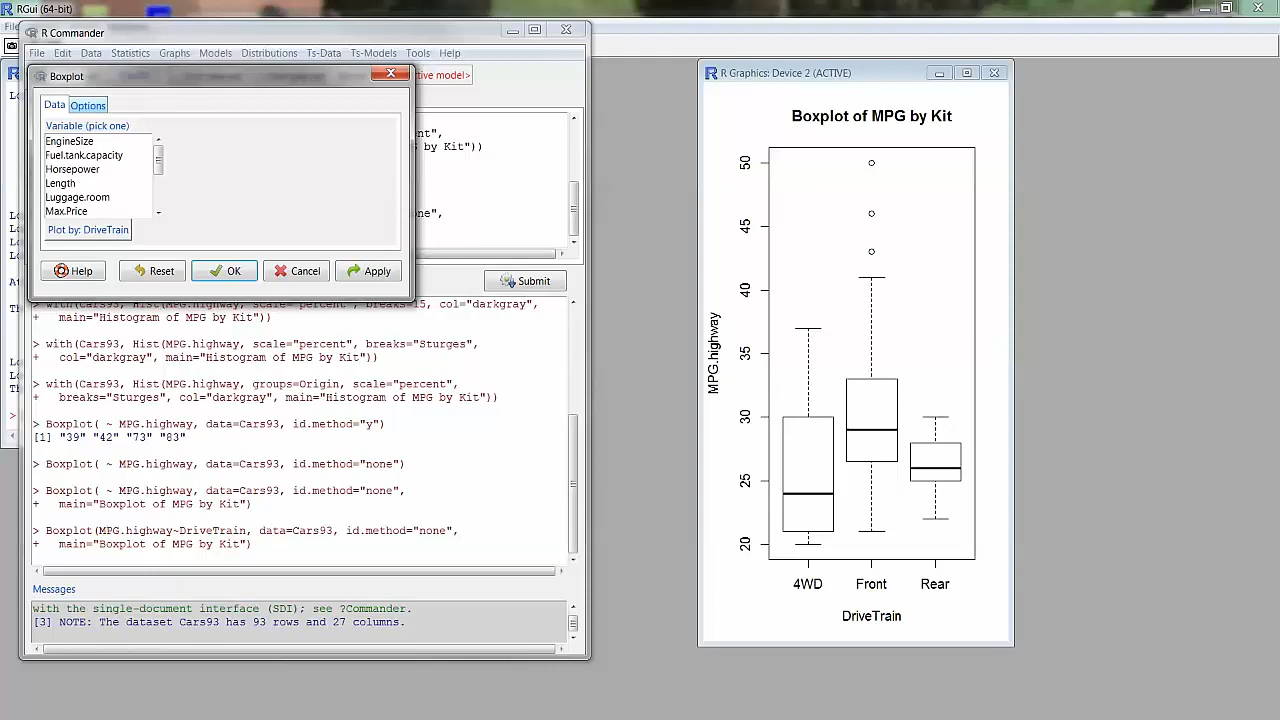 RGui (64-bit)
R Commander
File Edit Data Statistics Graphs Models Distributions Ts-Data Ts-Models Tools Help
Boxplot
Data Options
Variable (pick one)
EngineSize
Fuel.tank.capacity
Horsepower
Length
Luggage.room
Max.Price
Plot by: DriveTrain
Help Reset OK Cancel Apply
tive model>
nt",
G by Kit"))
ne",
Submit
with(Cars93, Hist(MPG.highway, scale="percent", breaks=15, col="darkgray",
+ main="Histogram of MPG by Kit"))
> with(Cars93, Hist(MPG.highway, scale="percent", breaks="Sturges",
+ col="darkgray", main="Histogram of MPG by Kit"))
> with(Cars93, Hist(MPG.highway, groups=Origin, scale="percent",
+ breaks="Sturges", col="darkgray", main="Histogram of MPG by Kit"))
> Boxplot( ~ MPG.highway, data=Cars93, id.method="y")
[1] "39" "42" "73" "83"
> Boxplot( ~ MPG.highway, data=Cars93, id.method="none")
> Boxplot( ~ MPG.highway, data=Cars93, id.method="none",
+ main="Boxplot of MPG by Kit")
> Boxplot(MPG.highway~DriveTrain, data=Cars93, id.method="none",
+ main="Boxplot of MPG by Kit")
Messages
with the single-document interface (SDI); see ?Commander.
[3] NOTE: The dataset Cars93 has 93 rows and 27 columns.
R Graphics: Device 2 (ACTIVE)
Boxplot of MPG by Kit
50
45
40
35
30
25
20
MPG.highway
4WD Front Rear
DriveTrain